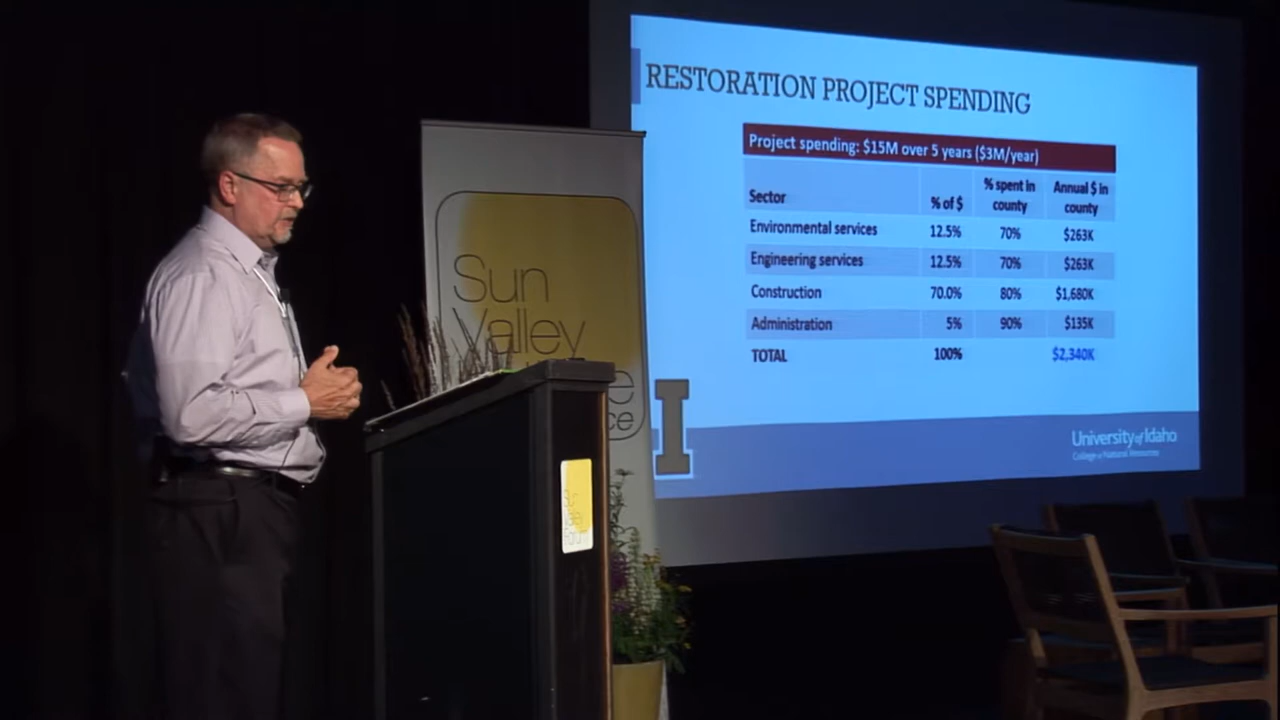 RESTORATION PROJECT SPENDING
Project spending: $15M over 5 years ($3M/year)
Sector % of $ % spent in county Annual $ in county
Environmental services 12.5% 70% $263K
Engineering services 12.5% 70% $263K
Construction 70.0% 80% $1,680K
Administration 5% 90% $135K
TOTAL 100% $2,340K
I
University of Idaho
College of Natural Resources
Sun
Valley